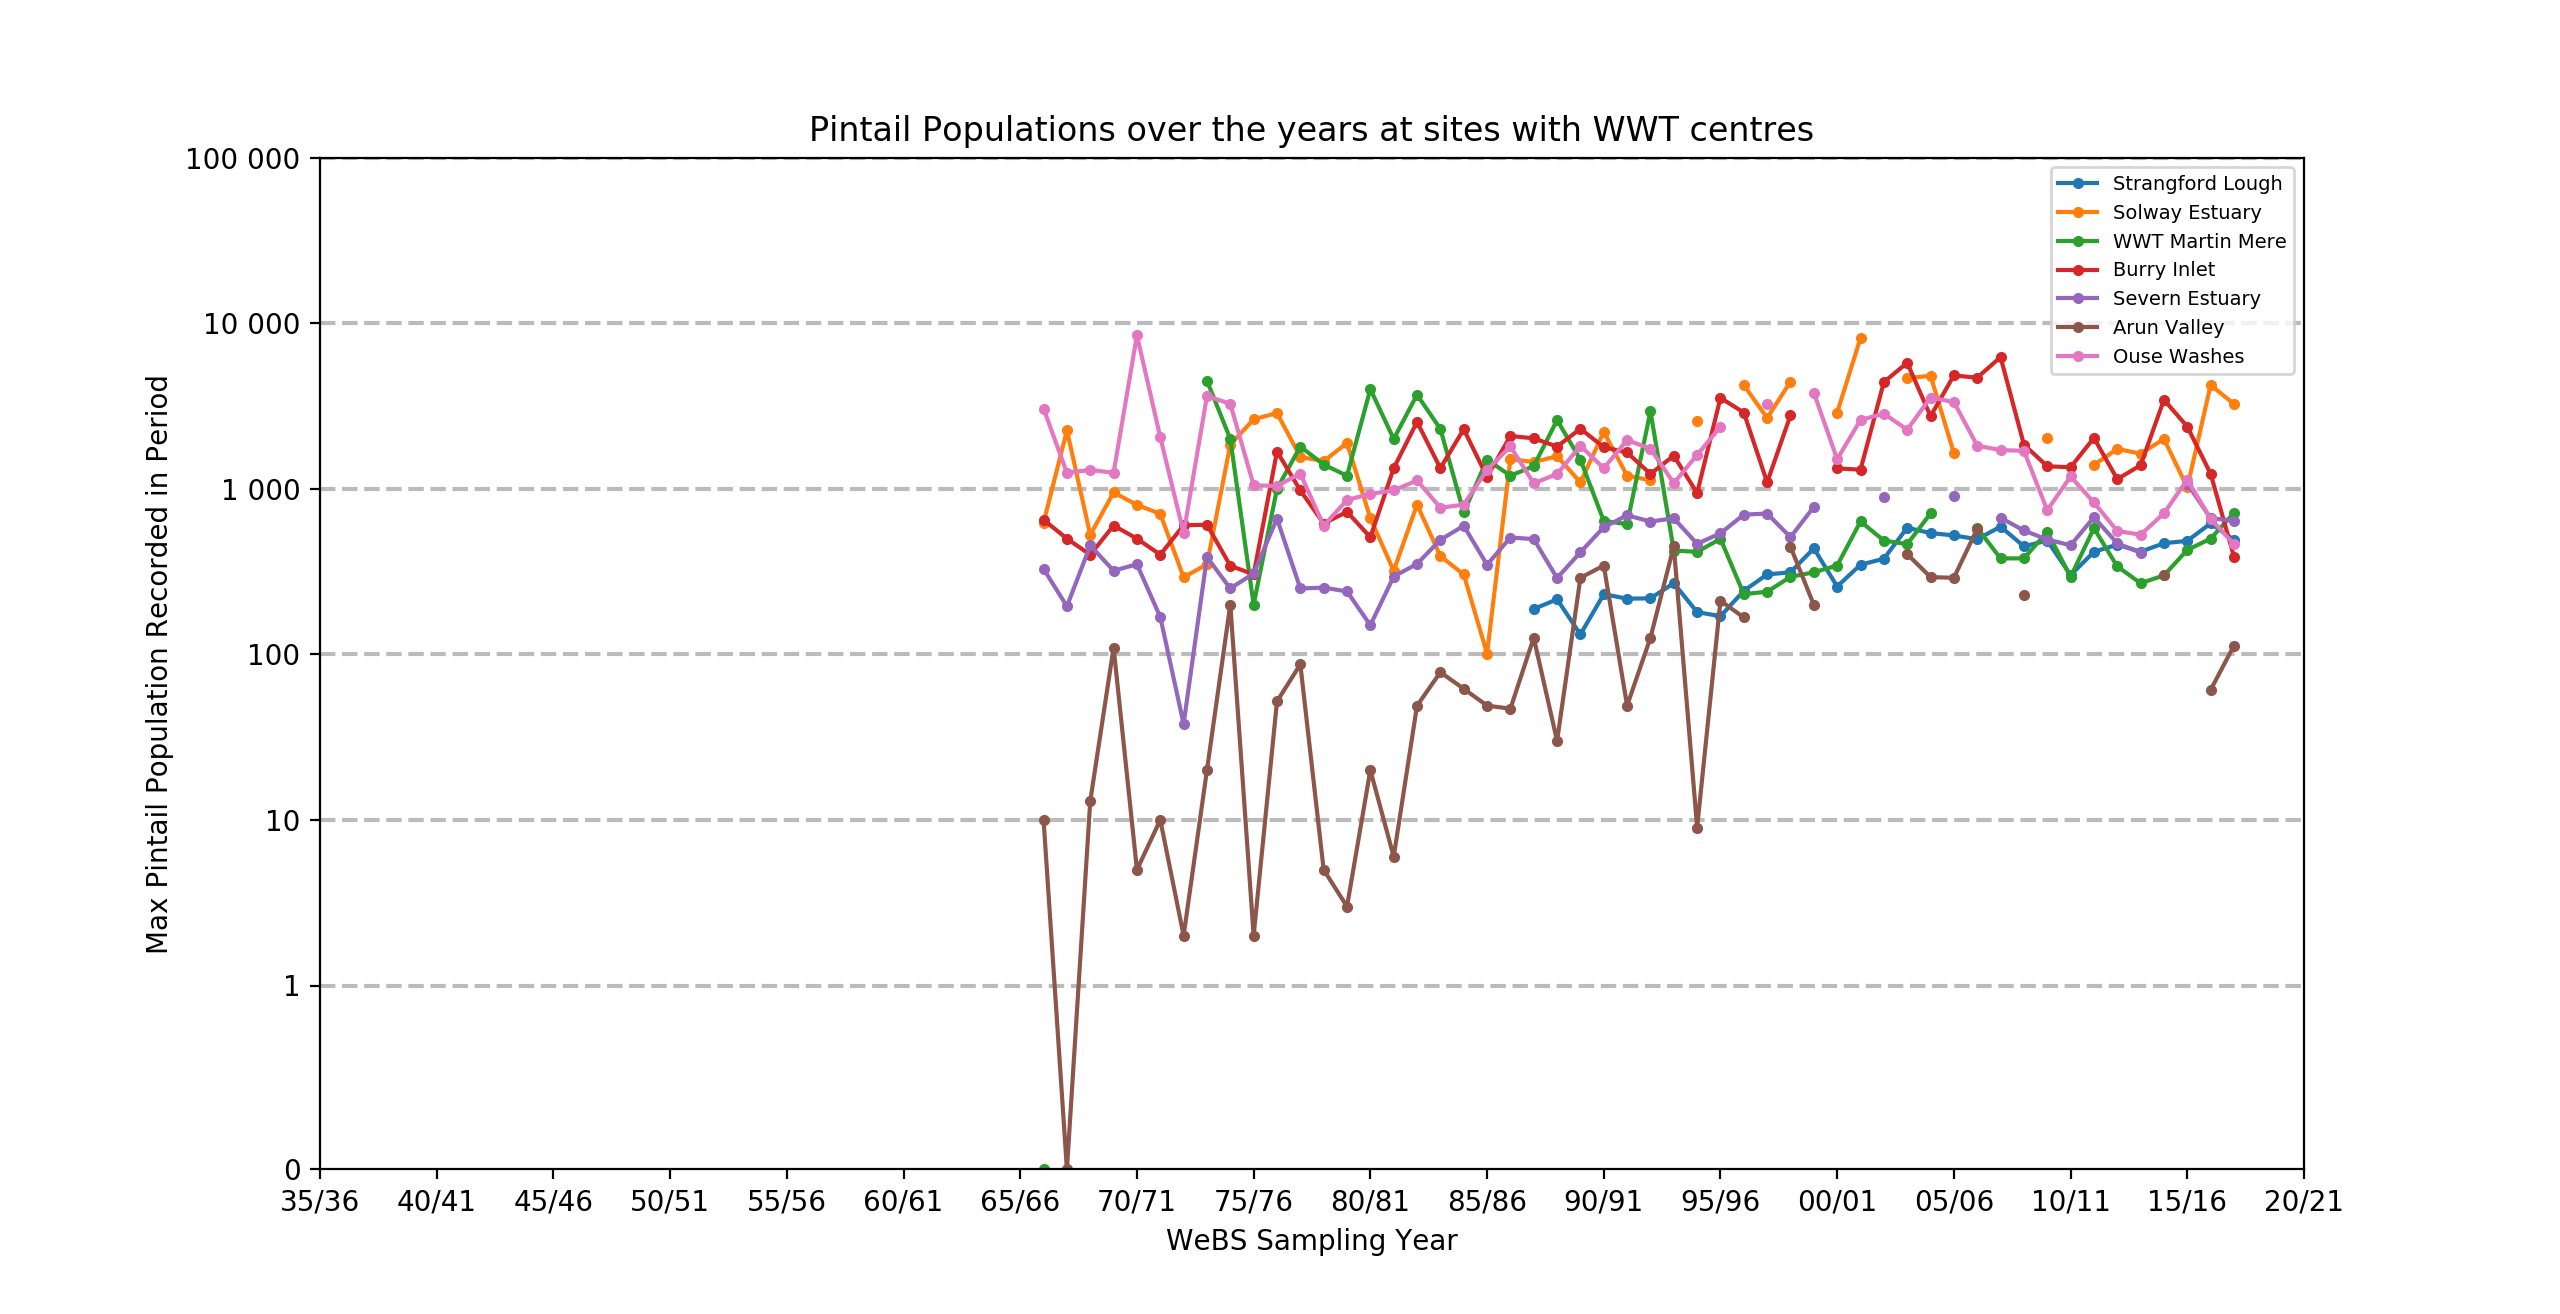 Pintail Populations over the years at sites with WWT centres
Max Pintail Population Recorded in Period
100 000
10 000
1 000
100
10
1
0
35/36 40/41 45/46 50/51 55/56 60/61 65/66 70/71 75/76 80/81 85/86 90/91 95/96 00/01 05/06 10/11 15/16 20/21
WeBS Sampling Year
Strangford Lough
Solway Estuary
WWT Martin Mere
Burry Inlet
Severn Estuary
Arun Valley
Ouse Washes